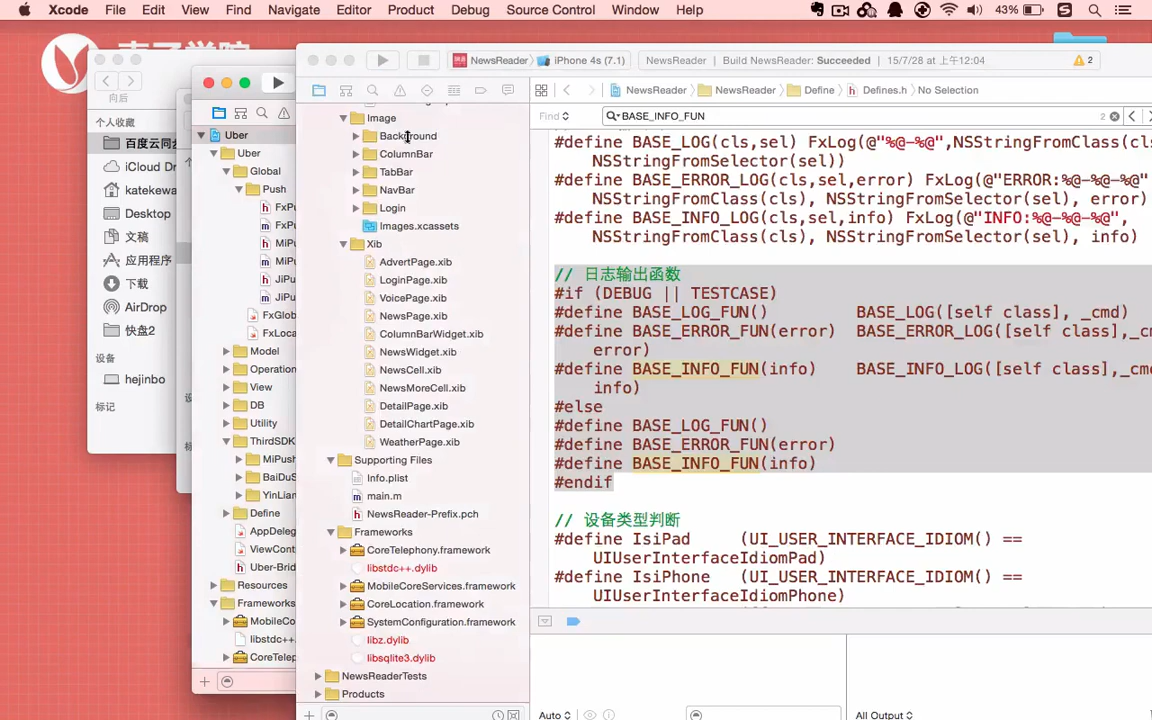 Xcode File Edit View Find Navigate Editor Product Debug Source Control Window Help 43%
NewsReader iPhone 4s (7.1) NewsReader Build NewsReader: Succeeded 15/7/28 at 上午12:04 2
向后
个人收藏
iCloud Dr
katekewa
Desktop
文稿
应用程序
下载
AirDrop
快盘2
设备
hejinbo
标记
Uber
Uber
Global
Push
FxPu
FxPu
MiPu
MiPu
JiPu
JiPu
FxGlob
FxLoca
Model
Operation
View
DB
Utility
ThirdSDK
MiPush
BaiDuS
YinLian
Define
AppDeleg
ViewCont
Uber-Brid
Resources
Frameworks
MobileCo
libstdc++.
CoreTelep
Image
Background
ColumnBar
TabBar
NavBar
Login
Images.xcassets
Xib
AdvertPage.xib
LoginPage.xib
VoicePage.xib
NewsPage.xib
ColumnBarWidget.xib
NewsWidget.xib
NewsCell.xib
NewsMoreCell.xib
DetailPage.xib
DetailChartPage.xib
WeatherPage.xib
Supporting Files
Info.plist
main.m
NewsReader-Prefix.pch
Frameworks
CoreTelephony.framework
libstdc++.dylib
MobileCoreServices.framework
CoreLocation.framework
SystemConfiguration.framework
libz.dylib
libsqlite3.dylib
NewsReaderTests
Products
NewsReader NewsReader Define Defines.h No Selection
Find BASE_INFO_FUN 2
#define BASE_LOG(cls,sel) FxLog(@"%@-%@",NSStringFromClass(cls
NSStringFromSelector(sel))
#define BASE_ERROR_LOG(cls,sel,error) FxLog(@"ERROR:%@-%@-%@"
NSStringFromClass(cls), NSStringFromSelector(sel), error)
#define BASE_INFO_LOG(cls,sel,info) FxLog(@"INFO:%@-%@-%@",
NSStringFromClass(cls), NSStringFromSelector(sel), info)
// 日志输出函数
#if (DEBUG || TESTCASE)
#define BASE_LOG_FUN() BASE_LOG([self class], _cmd)
#define BASE_ERROR_FUN(error) BASE_ERROR_LOG([self class],_cm
error)
#define BASE_INFO_FUN(info) BASE_INFO_LOG([self class],_cm
info)
#else
#define BASE_LOG_FUN()
#define BASE_ERROR_FUN(error)
#define BASE_INFO_FUN(info)
#endif
// 设备类型判断
#define IsiPad (UI_USER_INTERFACE_IDIOM() ==
UIUserInterfaceIdiomPad)
#define IsiPhone (UI_USER_INTERFACE_IDIOM() ==
UIUserInterfaceIdiomPhone)
Auto All Output